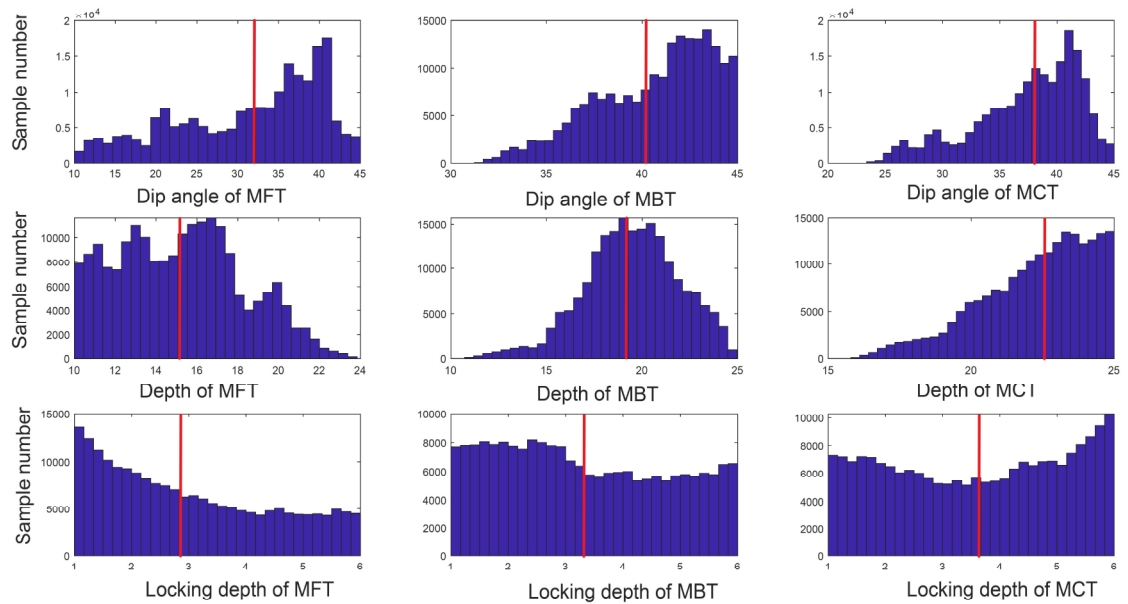 2 ×10⁴
1.5
1
0.5
0
10 15 20 25 30 35 40 45
Sample number
Dip angle of MFT
15000
10000
5000
0
30 35 40 45
Dip angle of MBT
2 ×10⁴
1.5
1
0.5
0
20 25 30 35 40 45
Dip angle of MCT
10000
8000
6000
4000
2000
0
10 12 14 16 18 20 22 24
Sample number
Depth of MFT
15000
10000
5000
0
10 15 20 25
Depth of MBT
15000
10000
5000
0
15 20 25
Depth of MCT
15000
10000
5000
0
1 2 3 4 5 6
Sample number
Locking depth of MFT
10000
8000
6000
4000
2000
0
1 2 3 4 5 6
Locking depth of MBT
10000
8000
6000
4000
2000
0
1 2 3 4 5 6
Locking depth of MCT